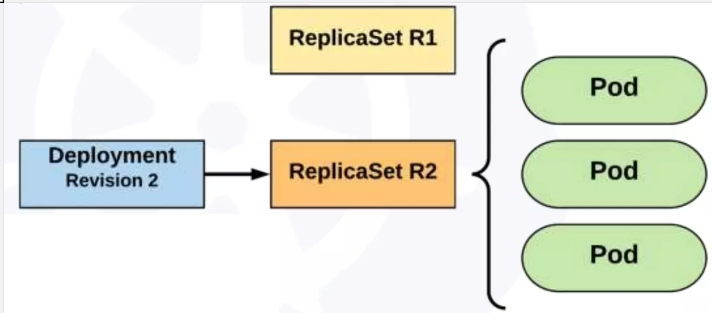 ReplicaSet R1
Pod
Deployment
Revision 2
ReplicaSet R2
Pod
Pod